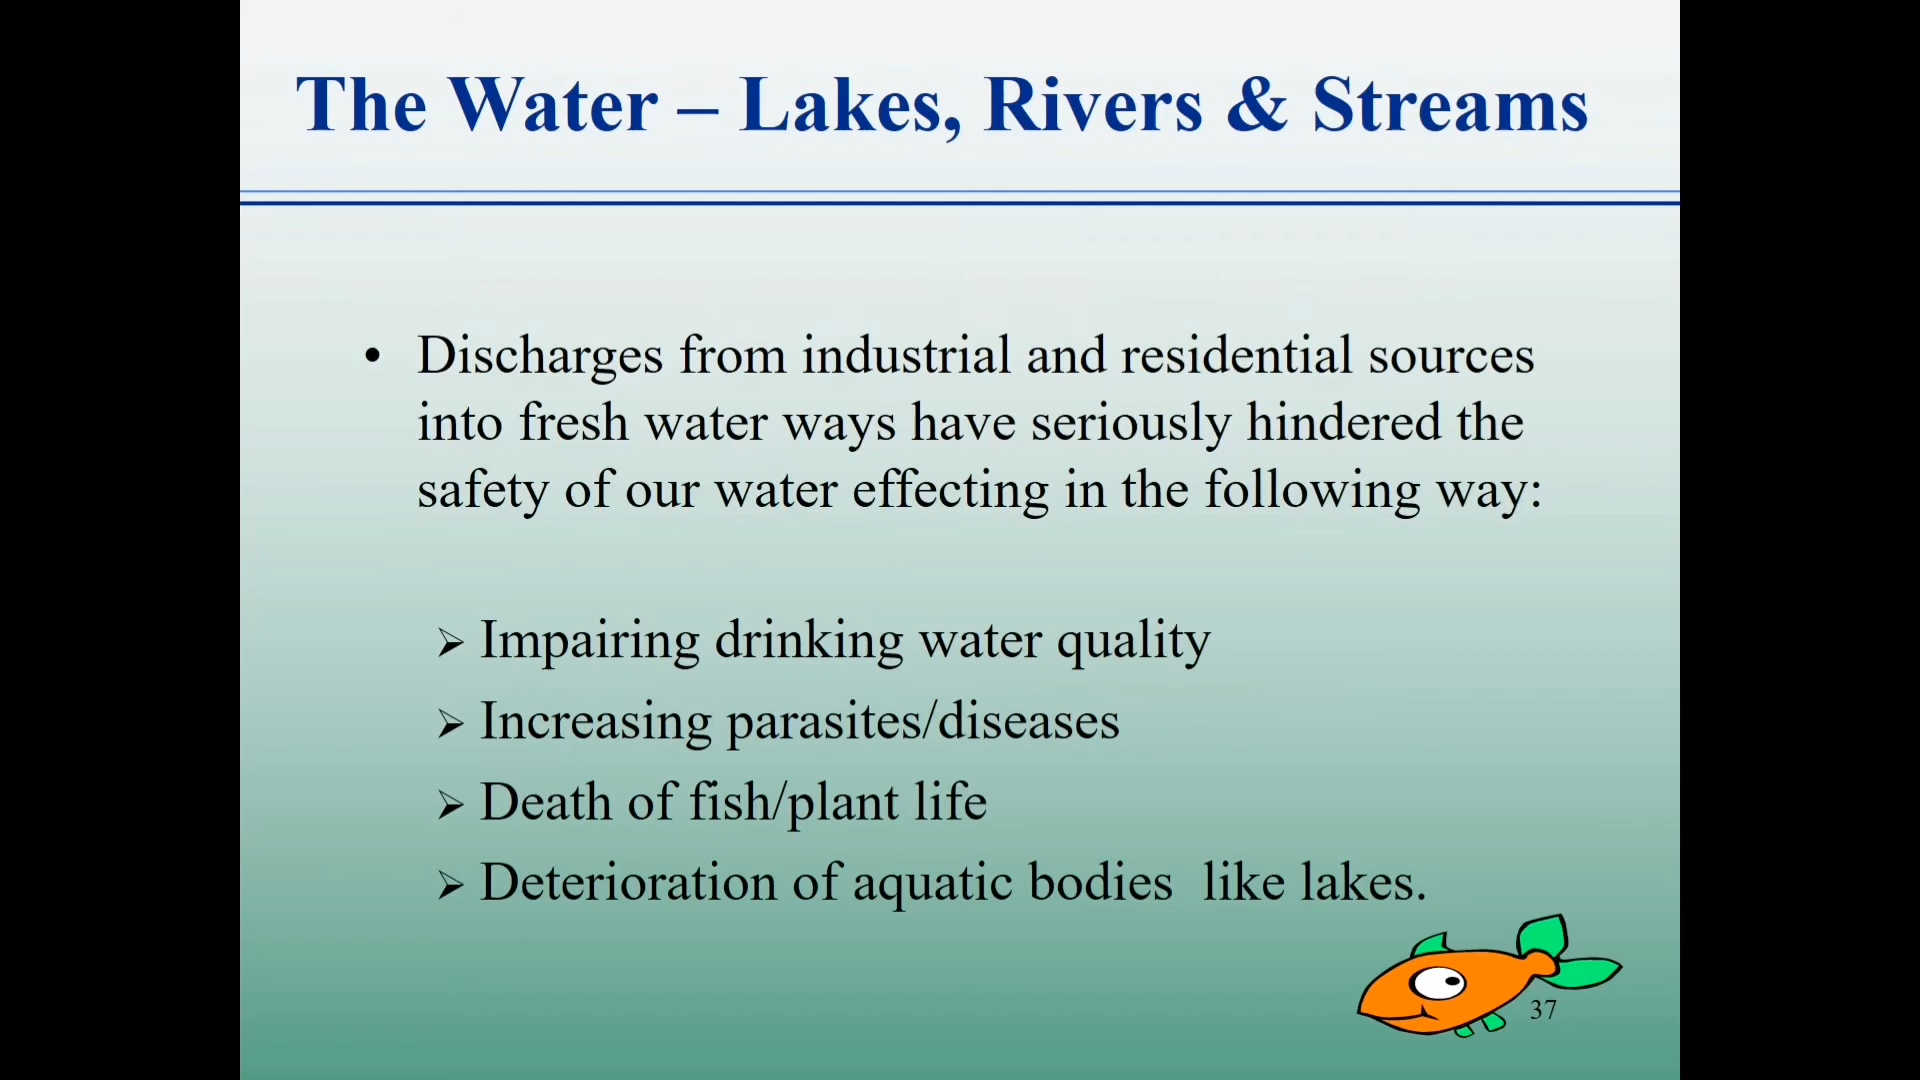 The Water – Lakes, Rivers & Streams
• Discharges from industrial and residential sources
into fresh water ways have seriously hindered the
safety of our water effecting in the following way:
➢ Impairing drinking water quality
➢ Increasing parasites/diseases
➢ Death of fish/plant life
➢ Deterioration of aquatic bodies  like lakes.
37